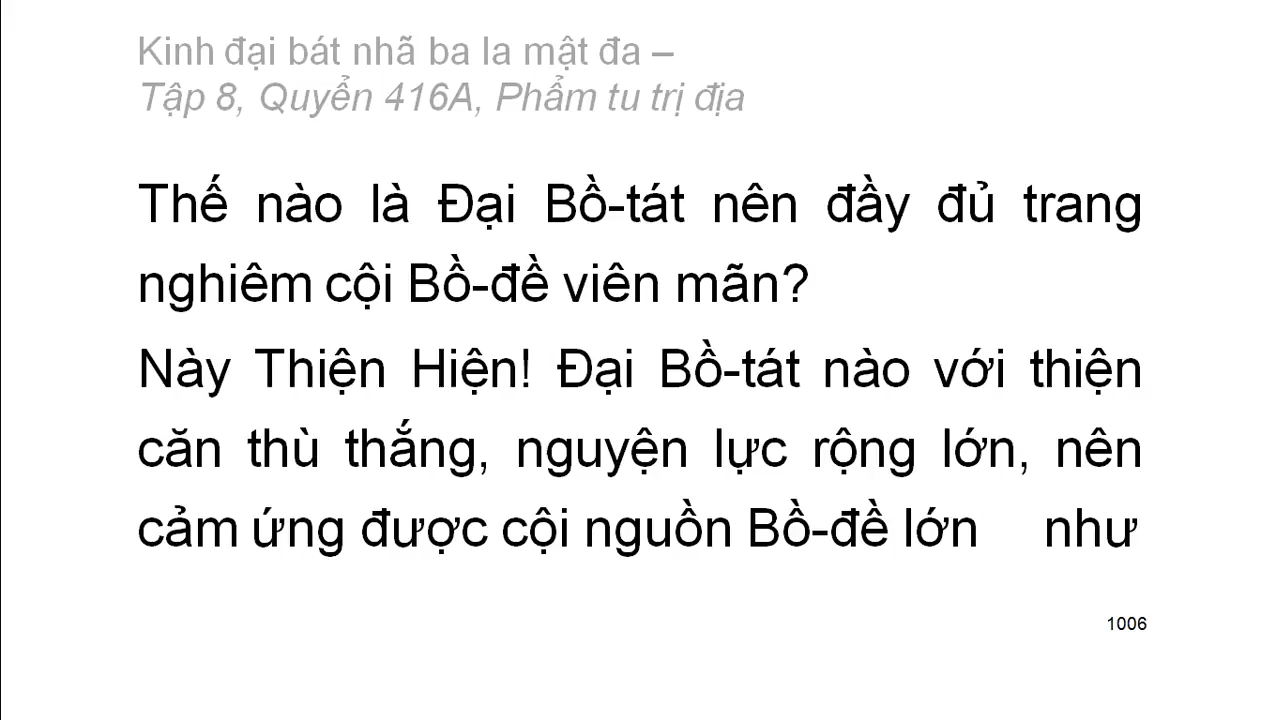 Kinh đại bát nhã ba la mật đa –
Tập 8, Quyển 416A, Phẩm tu trị địa
Thế nào là Đại Bồ-tát nên đầy đủ trang
nghiêm cội Bồ-đề viên mãn?
Này Thiện Hiện! Đại Bồ-tát nào với thiện
căn thù thắng, nguyện lực rộng lớn, nên
cảm ứng được cội nguồn Bồ-đề lớn như
1006